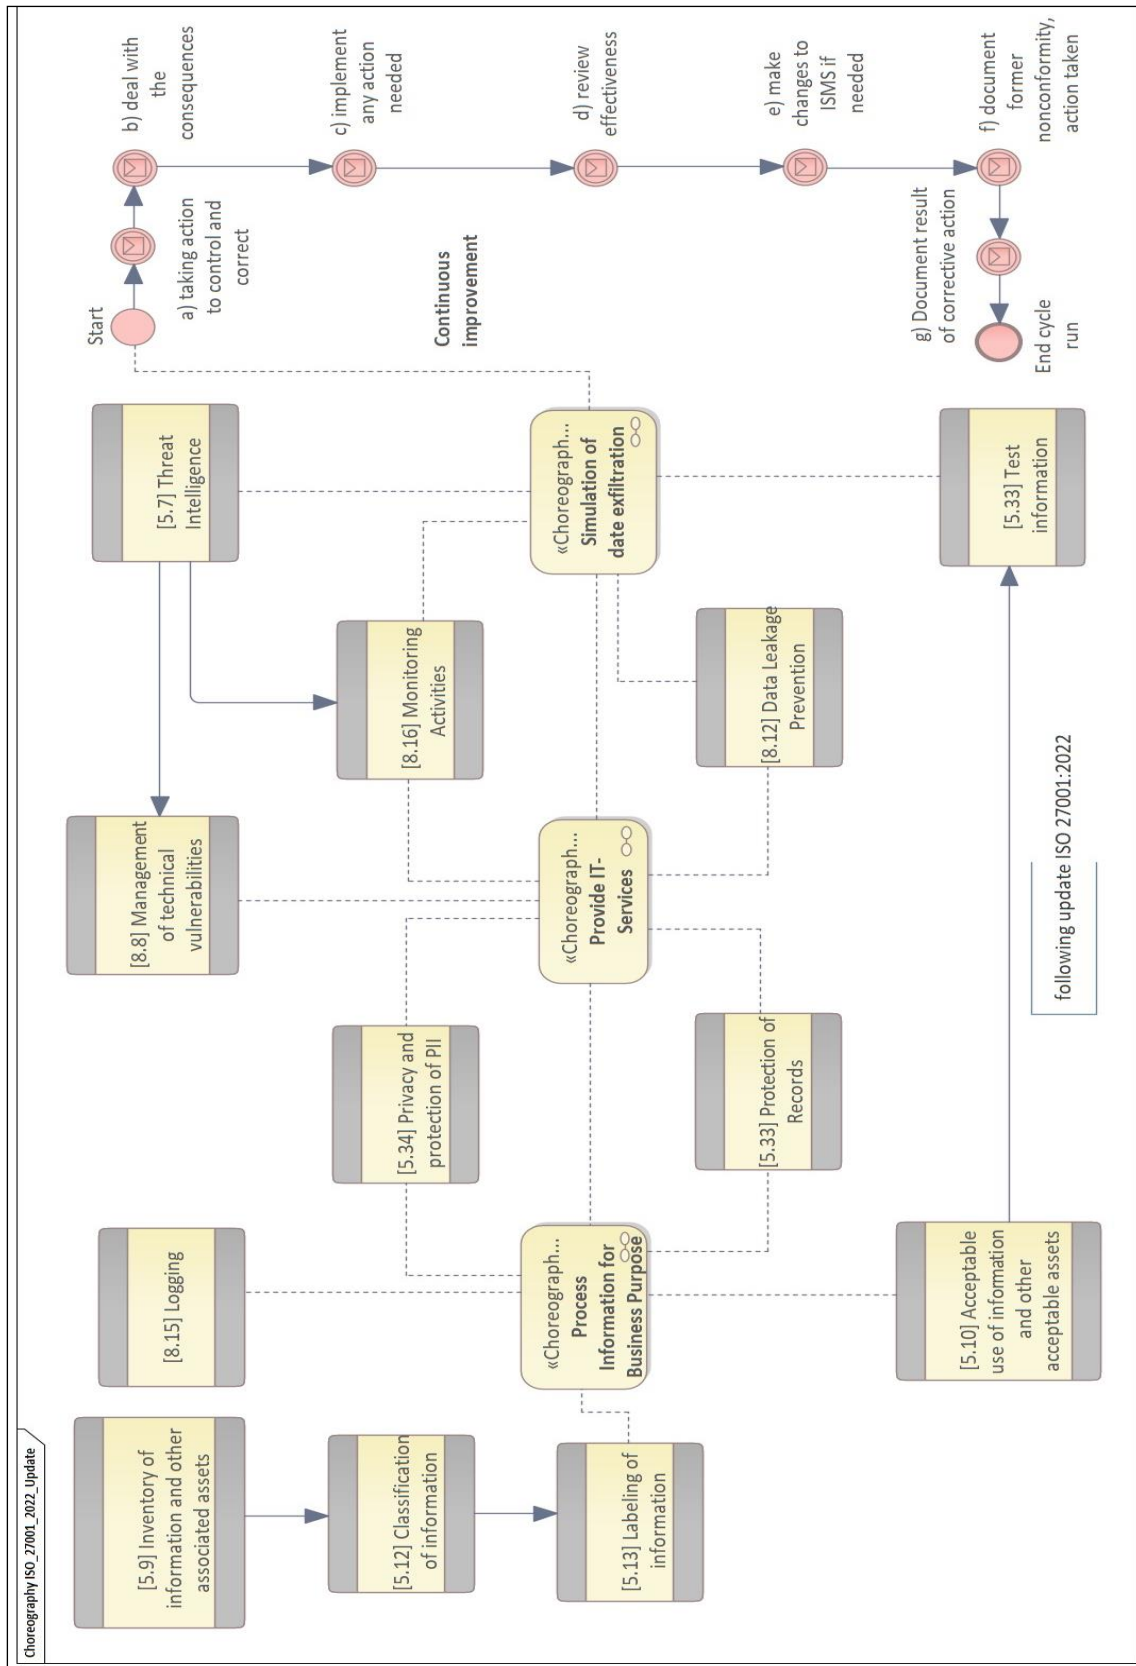 Choreography ISO_27001_2022_Update
[5.9] Inventory of
information and other
associated assets
[8.15] Logging
[8.8] Management
of technical
vulnerabilities
[5.7] Threat
Intelligence
Start
a) taking action
to control and
correct
b) deal with
the
consequences
[5.12] Classification
of information
[5.34] Privacy and
protection of PII
[8.16] Monitoring
Activities
c) implement
any action
needed
Continuous
improvement
[5.13] Labeling of
information
«Choreograph...
Process
Information for
Business Purpose
«Choreograph...
Provide IT-
Services
«Choreograph...
Simulation of
date exfiltration
d) review
effectiveness
[5.33] Protection of
Records
[8.12] Data Leakage
Prevention
e) make
changes to
ISMS if
needed
[5.10] Acceptable
use of information
and other
acceptable assets
[5.33] Test
information
g) Document result
of corrective action
f) document
former
nonconformity,
action taken
End cycle
run
following update ISO 27001:2022